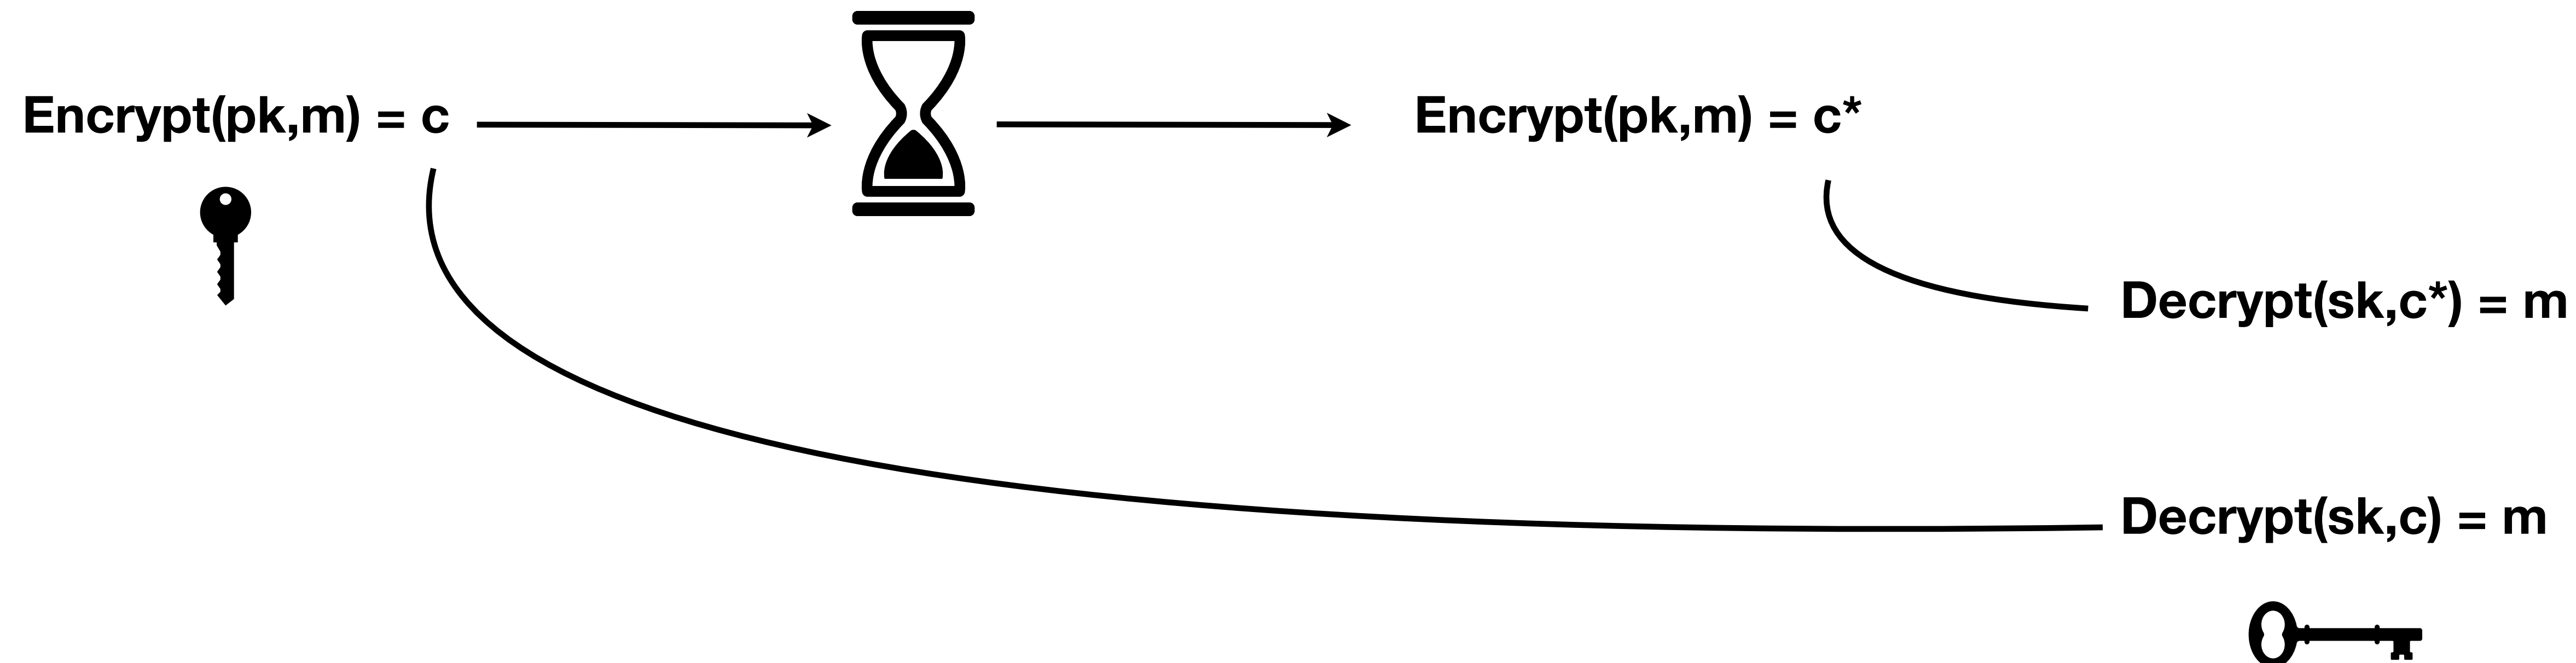 Encrypt(pk,m) = c
Encrypt(pk,m) = c*
Decrypt(sk,c*) = m
Decrypt(sk,c) = m